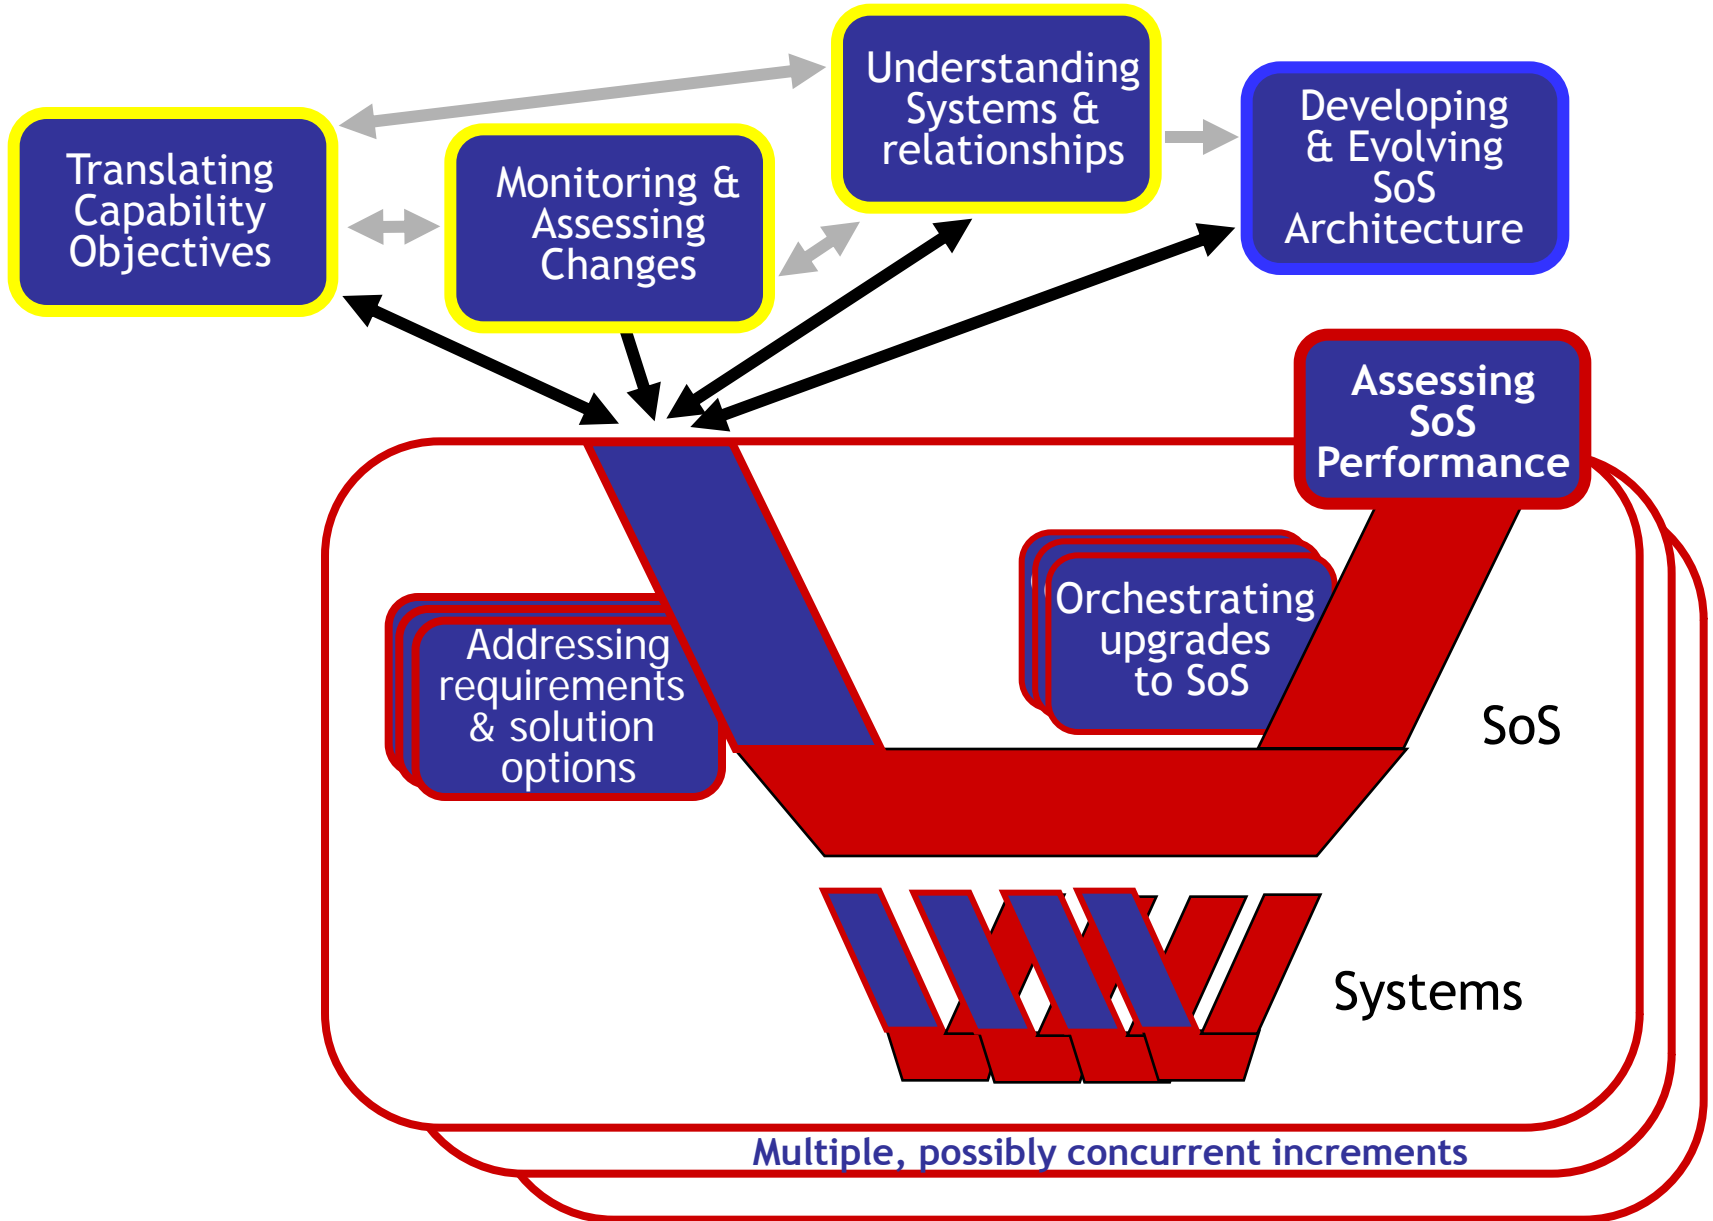 Translating
Capability
Objectives
Monitoring &
Assessing
Changes
Understanding
Systems &
relationships
Developing
& Evolving
SoS
Architecture
Assessing
SoS
Performance
Addressing
requirements
& solution
options
Orchestrating
upgrades
to SoS
SoS
Systems
Multiple, possibly concurrent increments